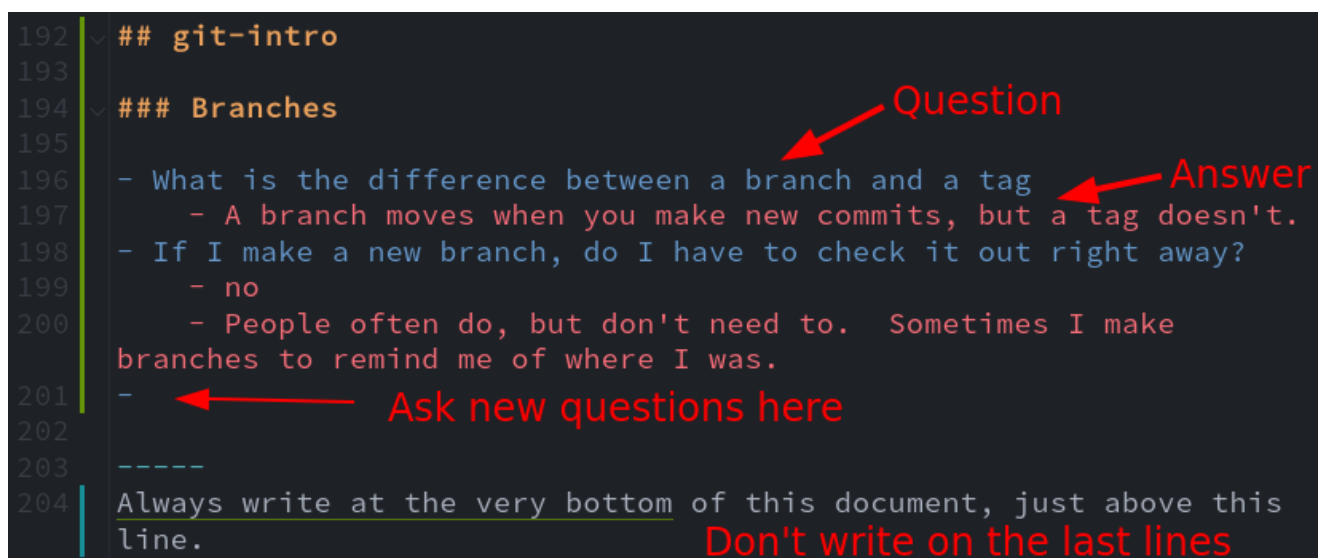 192 ## git-intro
193
194 ### Branches
Question
195
196 - What is the difference between a branch and a tag
Answer
197 - A branch moves when you make new commits, but a tag doesn't.
198 - If I make a new branch, do I have to check it out right away?
199 - no
200 - People often do, but don't need to.  Sometimes I make
branches to remind me of where I was.
201 -
Ask new questions here
202
203 -----
204 Always write at the very bottom of this document, just above this
line.
Don't write on the last lines